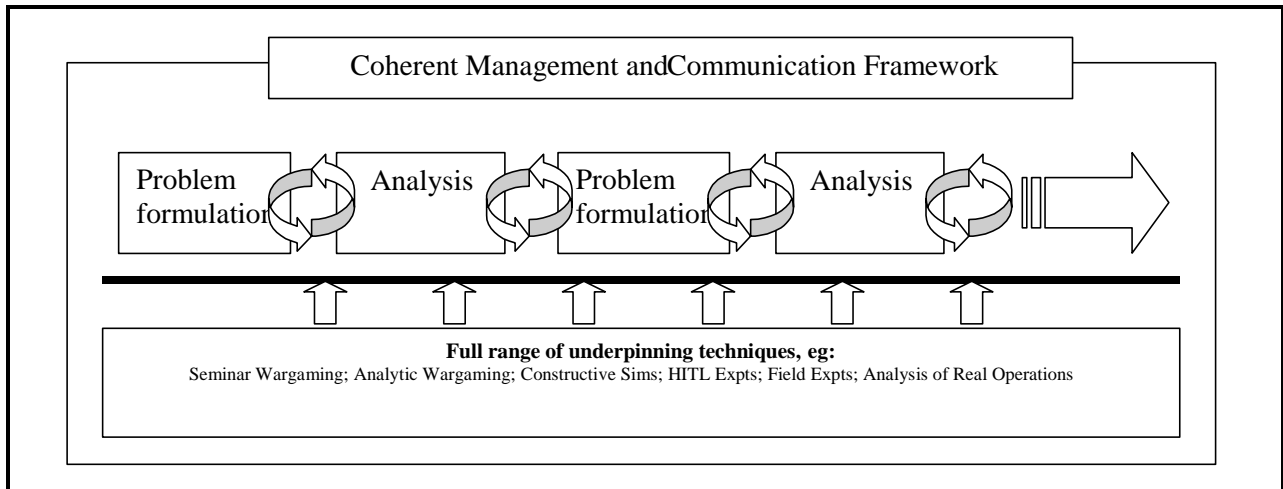 Coherent Management andCommunication Framework
Problem
formulation
Analysis
Problem
formulation
Analysis
Full range of underpinning techniques, eg:
Seminar Wargaming; Analytic Wargaming; Constructive Sims; HITL Expts; Field Expts; Analysis of Real Operations